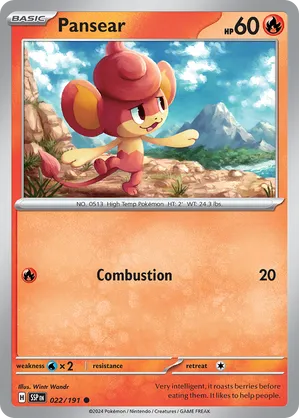 BASIC
Pansear
HP 60
NO. 0513 High Temp Pokémon HT: 2' WT: 24.3 lbs.
Combustion 20
weakness ×2 resistance retreat
Illus. Wintr Wandr
H SSP EN 022/191
Very intelligent, it roasts berries
before eating them. It likes to help people.
©2024 Pokémon / Nintendo / Creatures / GAME FREAK